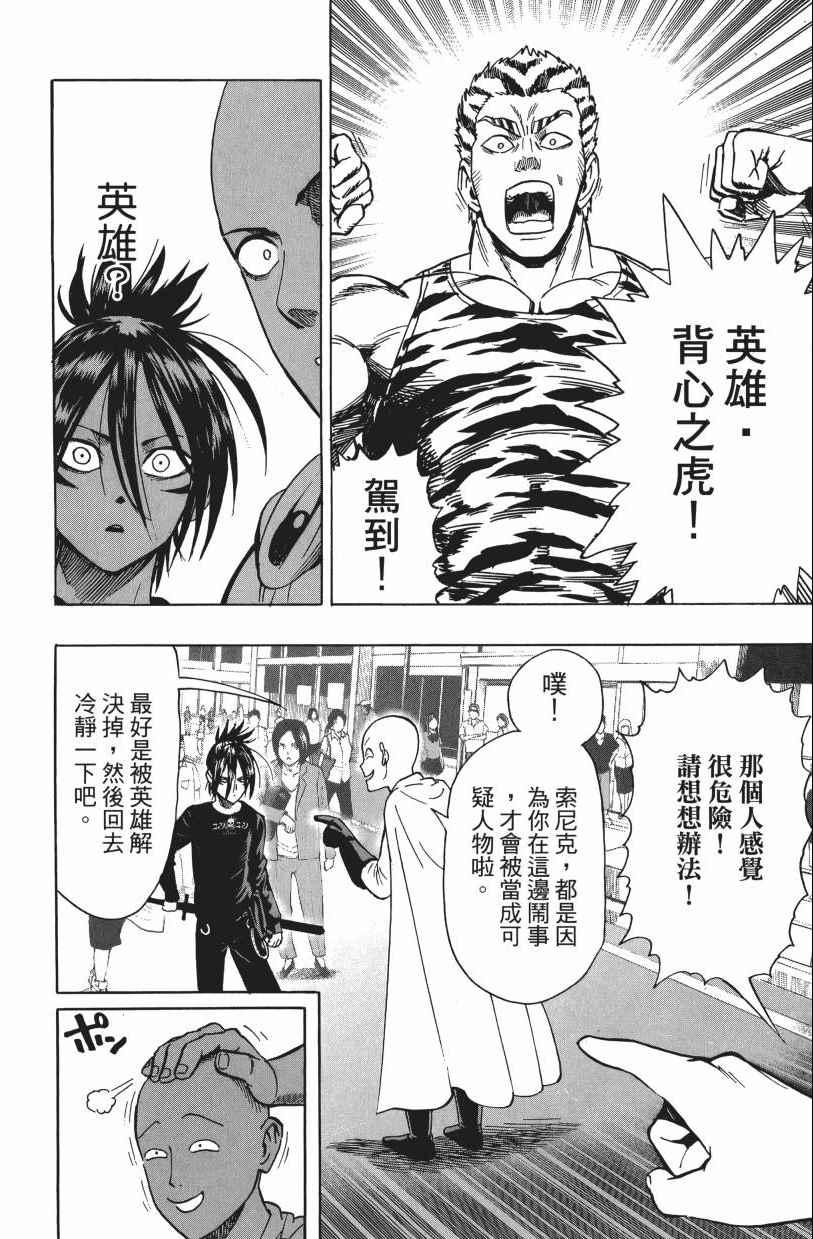 英雄．
背心之虎！
駕到！
英雄？
那個人感覺
很危險！
請想想辦法！
噗！
索尼克，都是因
為你在這邊鬧事
，才會被當成可
疑人物啦。
最好是被英雄解
決掉，然後回去
冷靜一下吧。
ポン